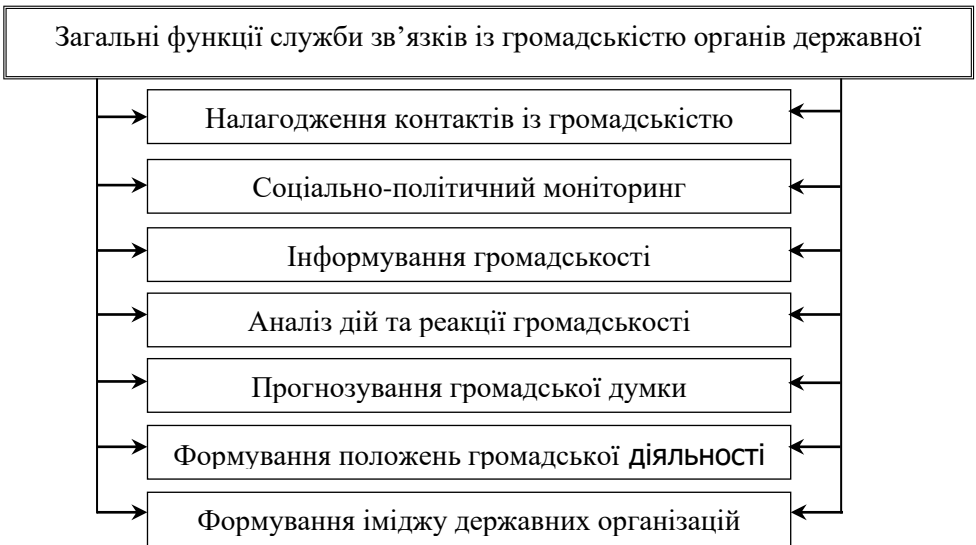 Загальні функції служби зв’язків із громадськістю органів державної
Налагодження контактів із громадськістю
Соціально-політичний моніторинг
Інформування громадськості
Аналіз дій та реакції громадськості
Прогнозування громадської думки
Формування положень громадської діяльності
Формування іміджу державних організацій